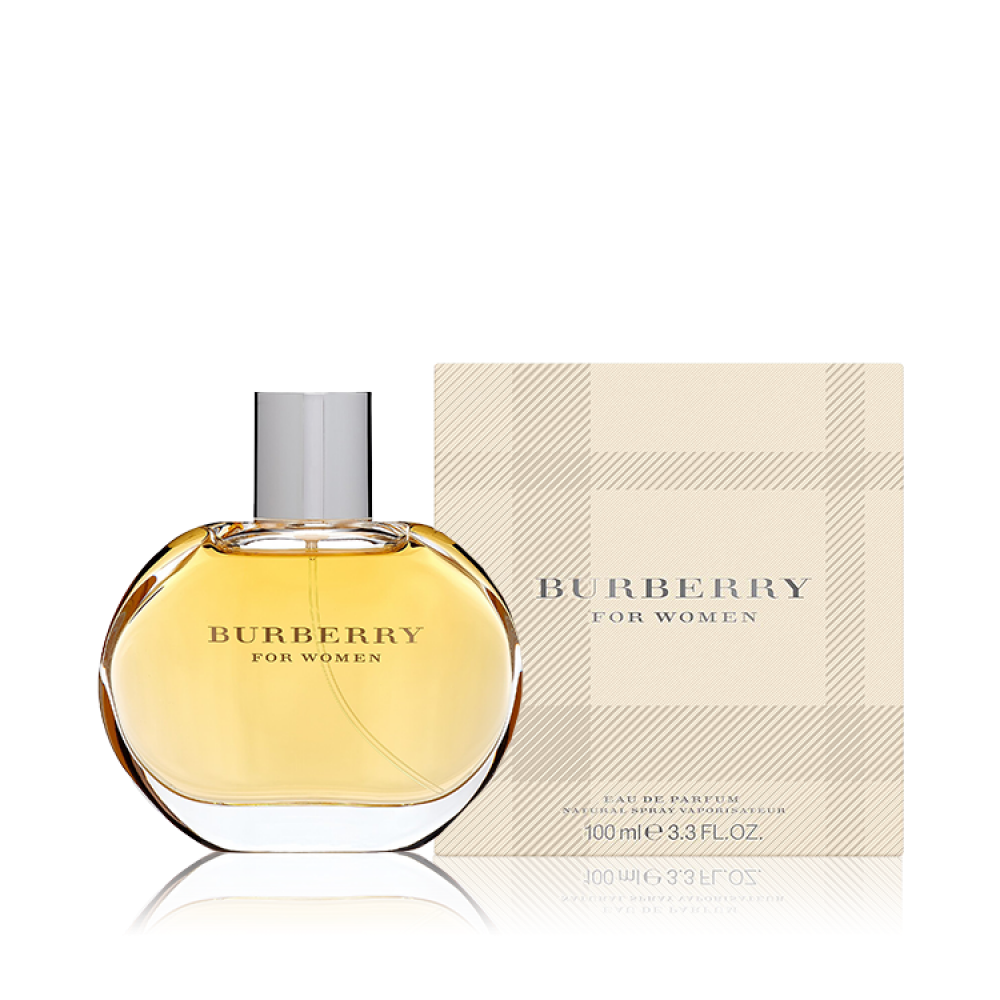 BURBERRY
FOR WOMEN
BURBERRY
FOR WOMEN
EAU DE PARFUM
NATURAL SPRAY VAPORISATEUR
100 ml ℮ 3.3 FL.OZ.